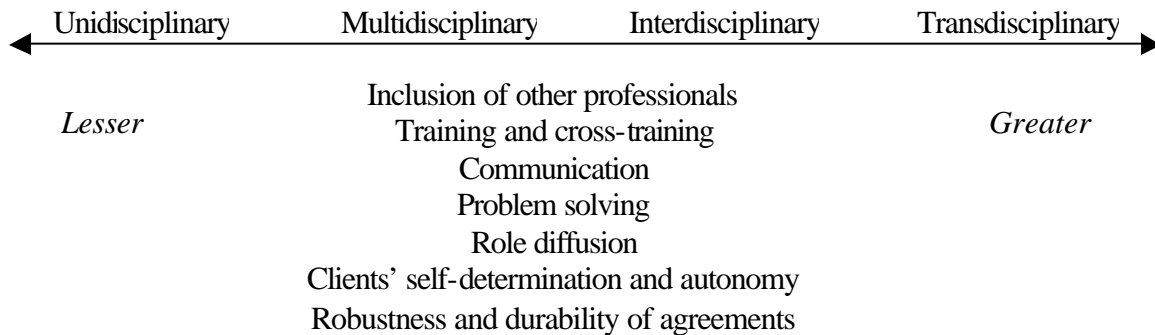 Unidisciplinary Multidisciplinary Interdisciplinary Transdisciplinary
Inclusion of other professionals
Lesser Training and cross-training Greater
Communication
Problem solving
Role diffusion
Clients’ self-determination and autonomy
Robustness and durability of agreements